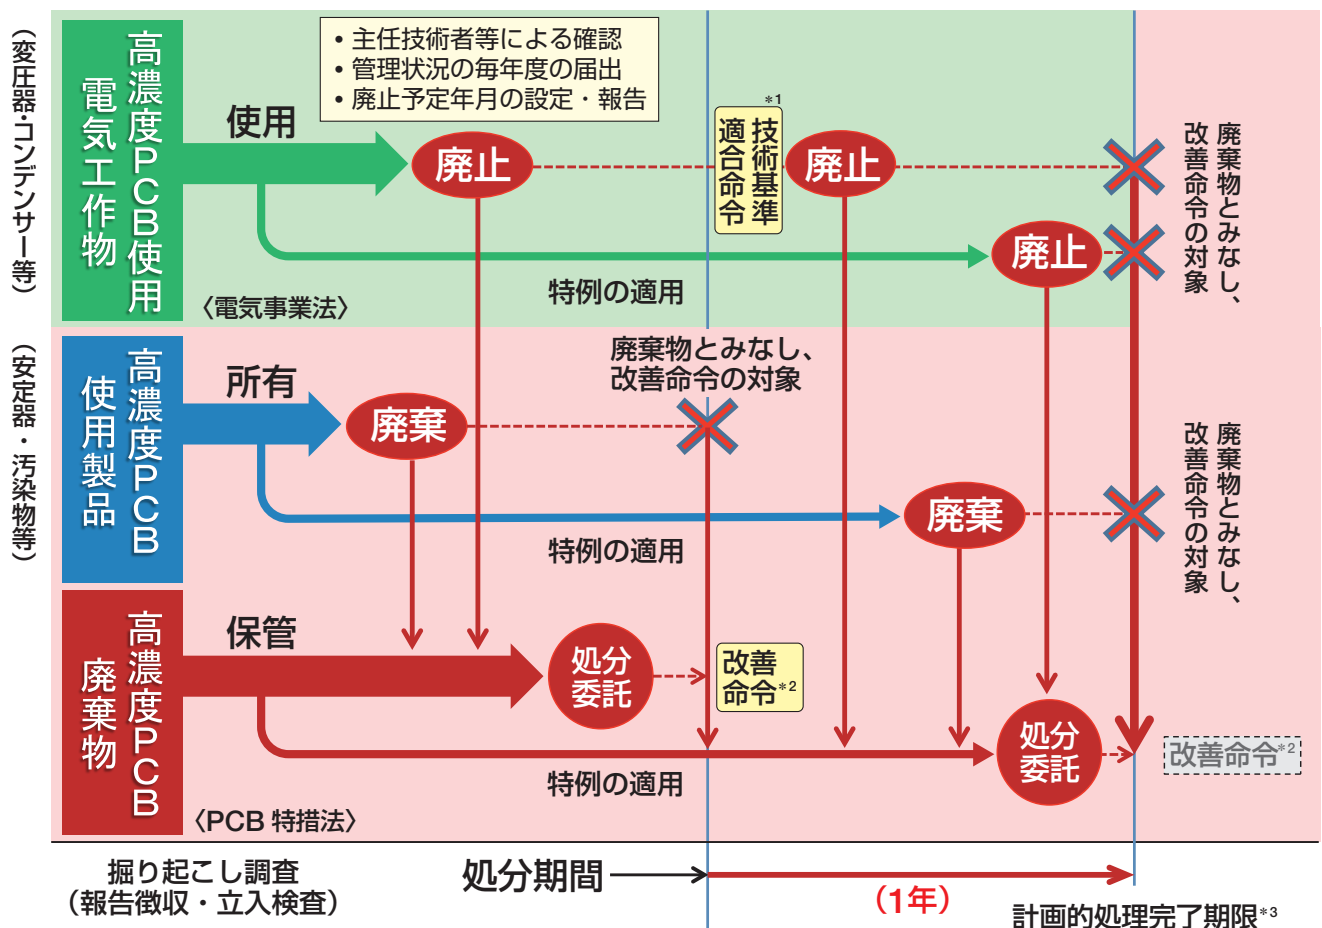 （変圧器・コンデンサー等）
高濃度PCB使用
電気工作物
• 主任技術者等による確認
• 管理状況の毎年度の届出
• 廃止予定年月の設定・報告
使用
廃止
*1
技術基準
適合命令
廃止
廃止
特例の適用
〈電気事業法〉
廃棄物とみなし、
改善命令の対象
（安定器・汚染物等）
高濃度PCB
使用製品
所有
廃棄
廃棄物とみなし、
改善命令の対象
廃棄
特例の適用
廃棄物とみなし、
改善命令の対象
高濃度PCB
廃棄物
保管
処分
委託
改善
命令*2
処分
委託
改善命令*2
特例の適用
〈PCB 特措法〉
掘り起こし調査
（報告徴収・立入検査）
処分期間
（1年）
計画的処理完了期限*3